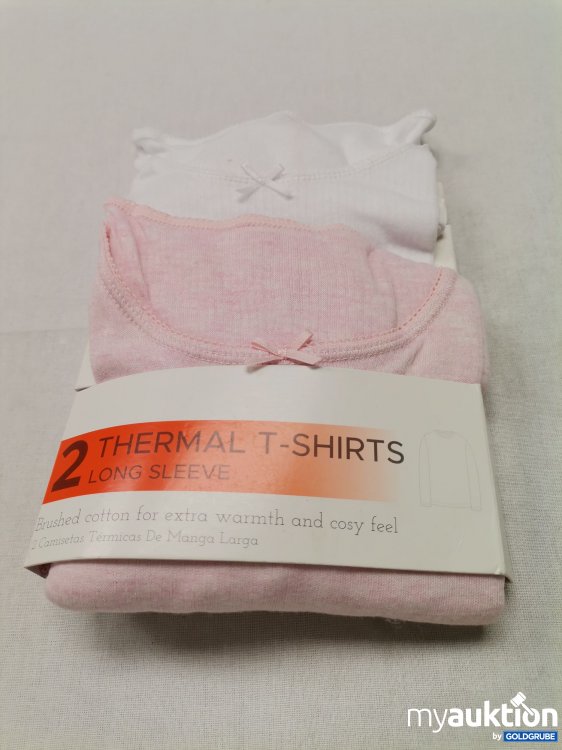 2 THERMAL T-SHIRTS
LONG SLEEVE
Brushed cotton for extra warmth and cosy feel
2 Camisetas Térmicas De Manga Larga
myauktion
by GOLDGRUBE